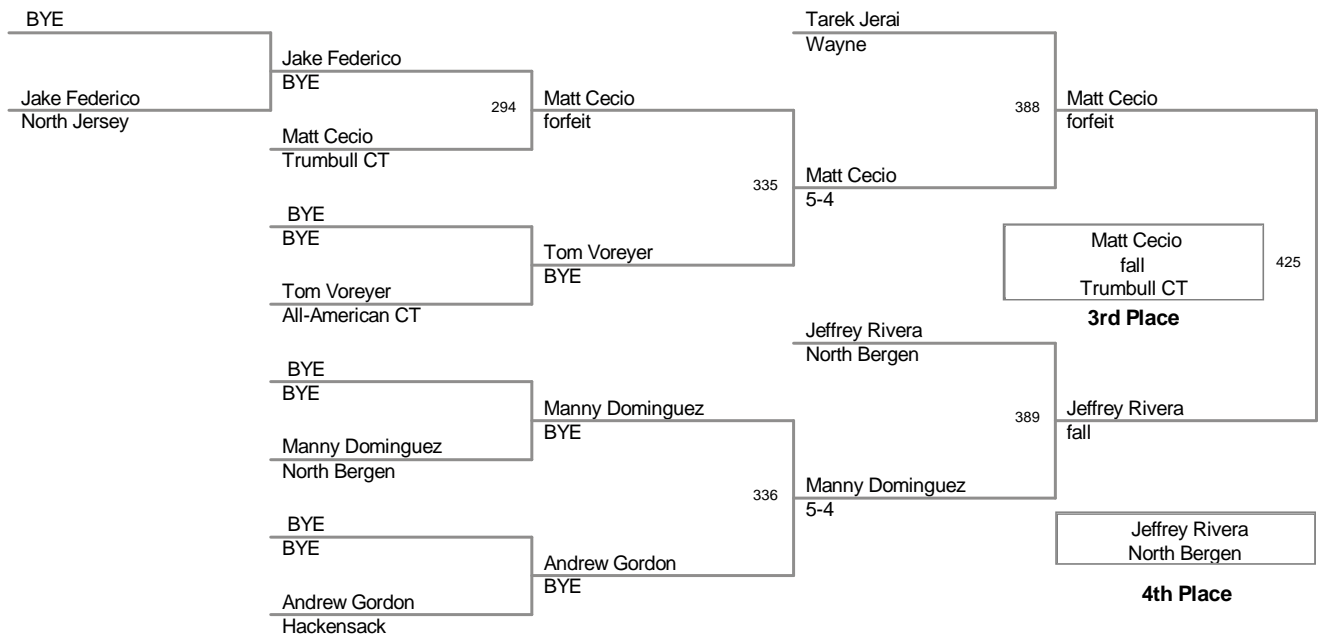 BYE
Jake Federico
North Jersey
Jake Federico
BYE
294
Matt Cecio
Trumbull CT
BYE
BYE
Tom Voreyer
All-American CT
BYE
BYE
Manny Dominguez
North Bergen
BYE
BYE
Andrew Gordon
Hackensack
Matt Cecio
forfeit
335
Tom Voreyer
BYE
Manny Dominguez
BYE
336
Andrew Gordon
BYE
Tarek Jerai
Wayne
388
Matt Cecio
5-4
Jeffrey Rivera
North Bergen
389
Manny Dominguez
5-4
Matt Cecio
forfeit
425
Jeffrey Rivera
fall
Matt Cecio
fall
Trumbull CT
3rd Place
Jeffrey Rivera
North Bergen
4th Place